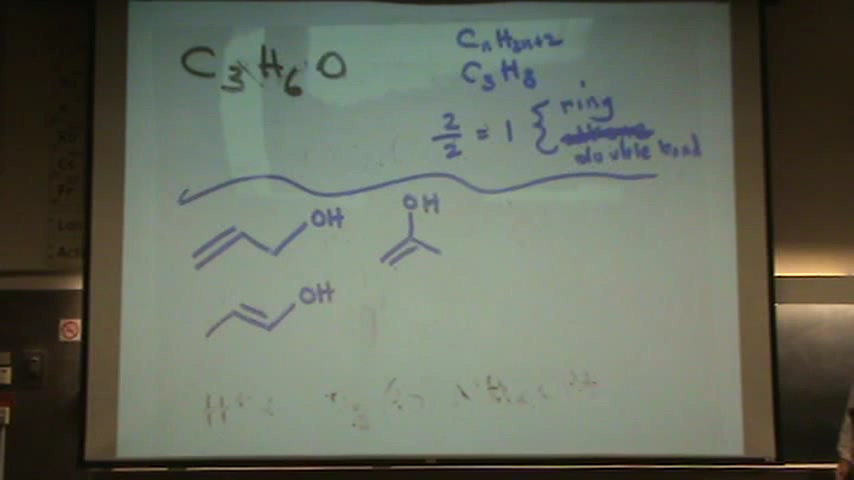 C3H6O
CnH2n+2
C3H8
2/2 = 1 { ring
double bond
OH
OH
OH